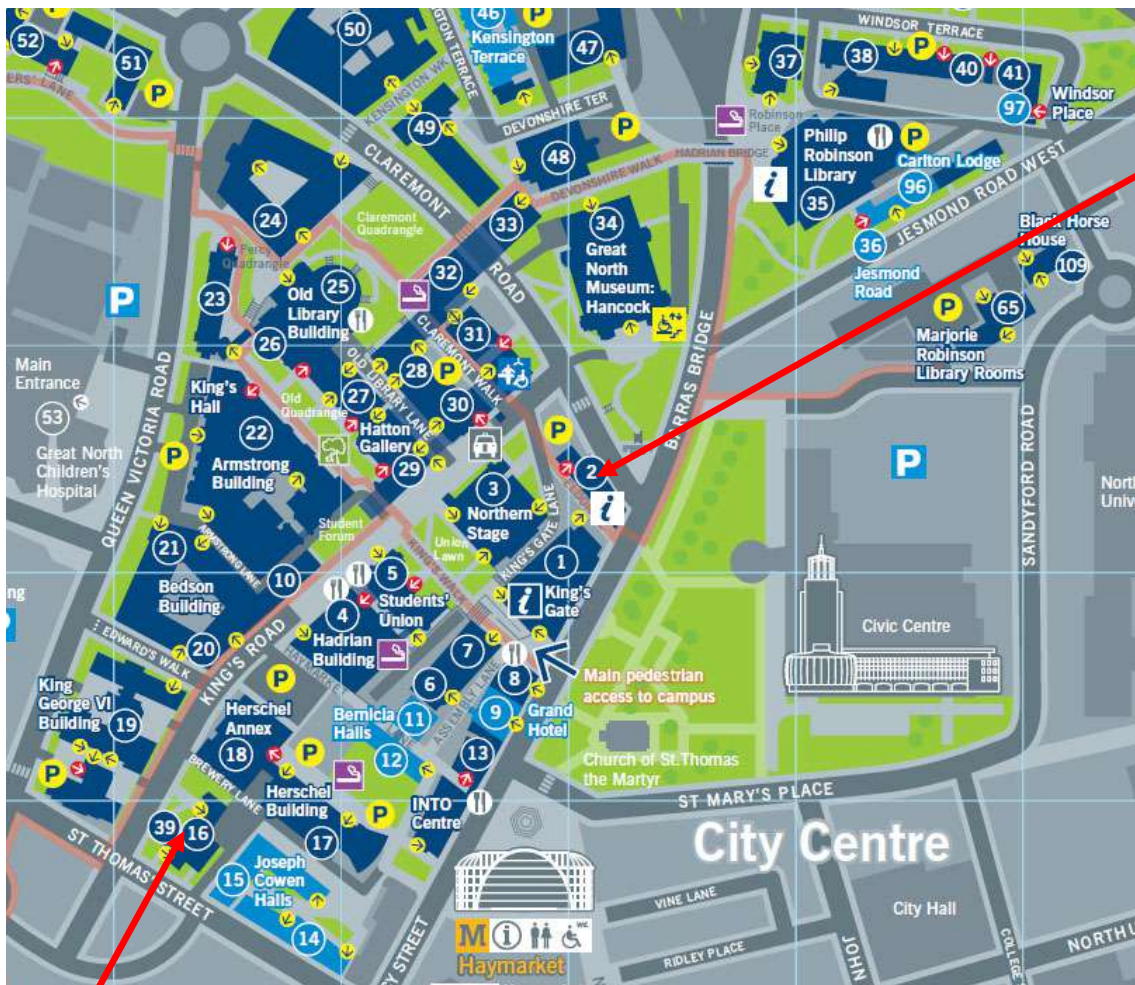 52
51
50
46
Kensington
Terrace
47
37
WINDSOR TERRACE
38
40
41
97
Windsor
Place
P
P
P
P
KENSINGTON WK
49
DEVONSHIRE TER
48
Robinson
Place
HADRIAN BRIDGE
DEVONSHIRE WALK
i
Philip
Robinson
Library
35
P
Carlton Lodge
96
36
Jesmond
Road
JESMOND ROAD WEST
Black Horse
House
109
65
P
Marjorie
Robinson
Library Rooms
CLAREMONT
ROAD
Claremont
Quadrangle
24
33
34
Great
North
Museum:
Hancock
32
25
Old
Library
Building
23
26
31
CLAREMONT WALK
OLD LIBRARY LANE
28
P
30
27
Hatton
Gallery
29
Old
Quadrangle
P
QUEEN VICTORIA ROAD
Main
Entrance
53
Great North
Children's
Hospital
King's
Hall
22
Armstrong
Building
P
P
2
i
BARRAS BRIDGE
P
SANDYFORD ROAD
3
Northern
Stage
KING'S GATE LANE
1
King's
Gate
i
Student
Forum
Union
Lawn
KING'S WALK
21
ARMSTRONG LANE
10
Bedson
Building
20
EDWARD'S WALK
KING'S ROAD
5
Students'
Union
4
Hadrian
Building
7
6
8
ASSEMBLY LANE
9
Grand
Hotel
Main pedestrian
access to campus
Civic Centre
P
King
George VI
Building
19
P
Herschel
Annex
18
BREWERY LANE
P
Bernicia
Halls
11
12
13
Herschel
Building
P
INTO
Centre
17
Church of St.Thomas
the Martyr
ST MARY'S PLACE
City Centre
39
16
ST THOMAS' STREET
15
Joseph
Cowen
Halls
14
M
i
WC
Haymarket
VINE LANE
RIDLEY PLACE
JOHN
City Hall
COLLEGE